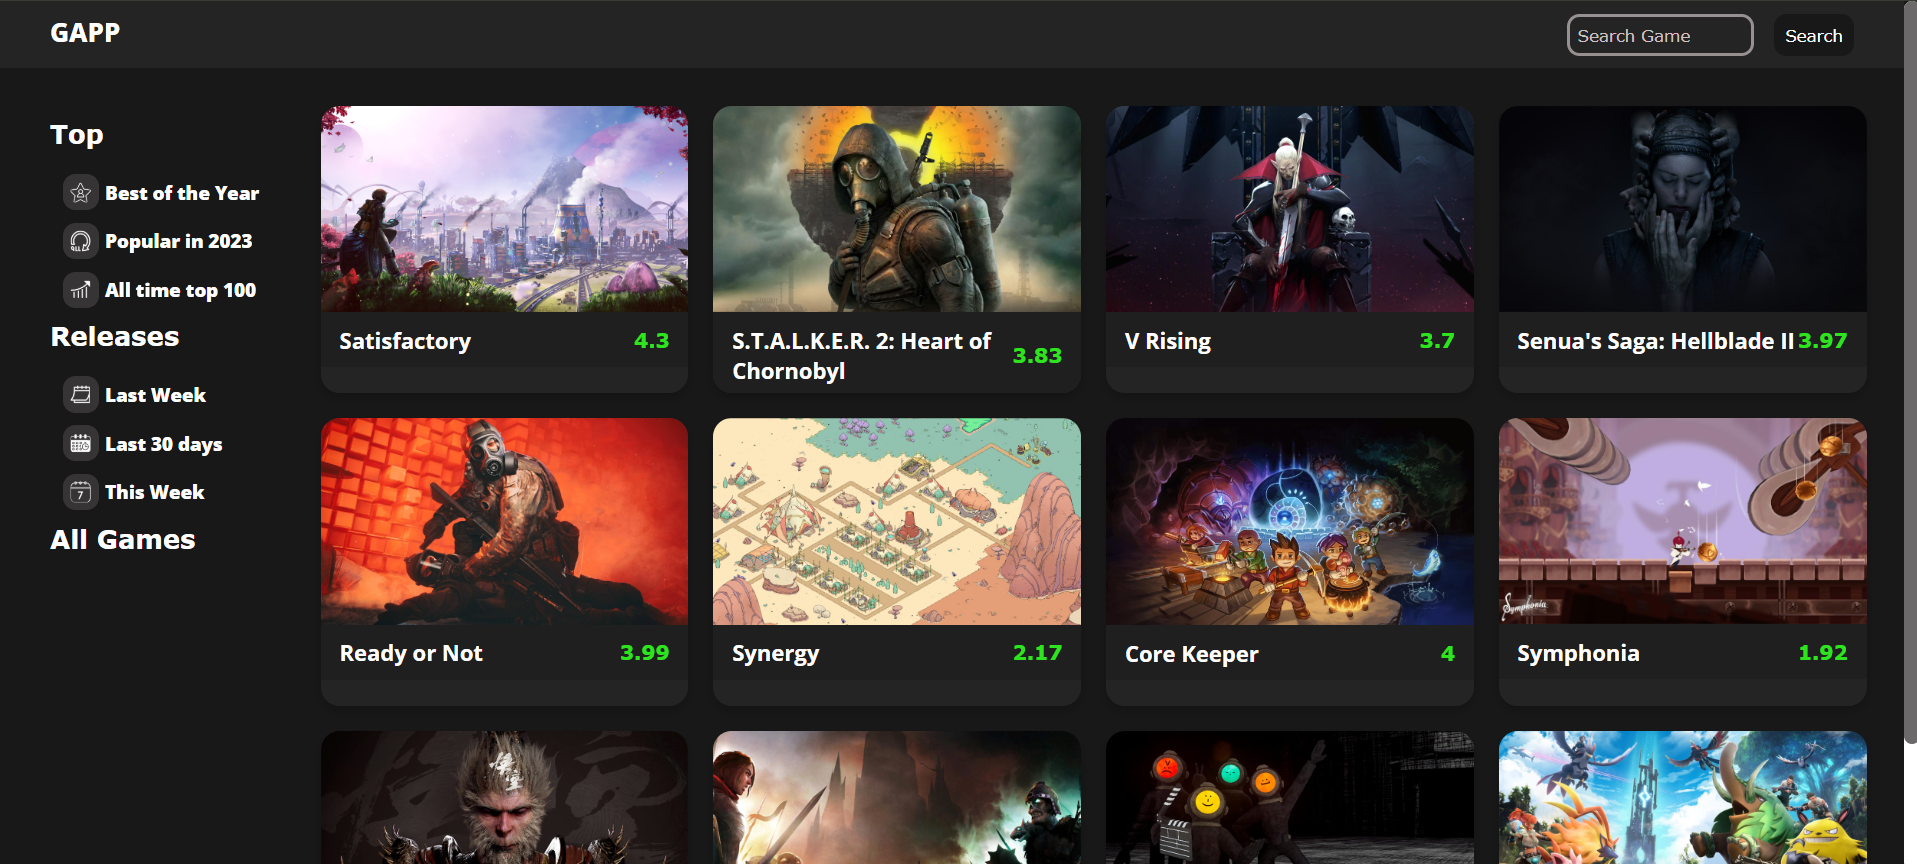 GAPP
Search Game
Search
Top
Best of the Year
Popular in 2023
All time top 100
Releases
Last Week
Last 30 days
7
This Week
All Games
Satisfactory 4.3
S.T.A.L.K.E.R. 2: Heart of
Chornobyl
3.83
V Rising 3.7
Senua's Saga: Hellblade II 3.97
Ready or Not 3.99
Synergy 2.17
Core Keeper 4
Symphonia
Symphonia 1.92